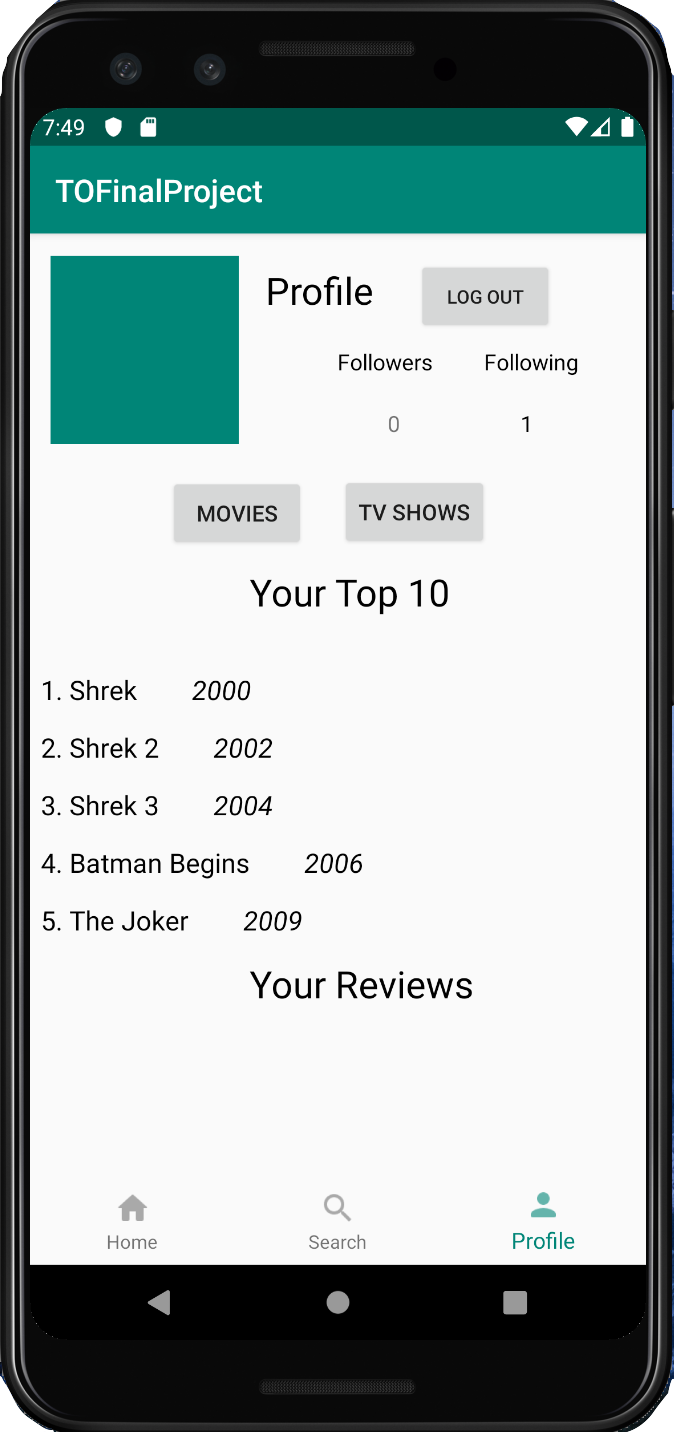 7:49
TOFinalProject
Profile
LOG OUT
Followers Following
0 1
MOVIES TV SHOWS
Your Top 10
1. Shrek 2000
2. Shrek 2 2002
3. Shrek 3 2004
4. Batman Begins 2006
5. The Joker 2009
Your Reviews
Home Search Profile